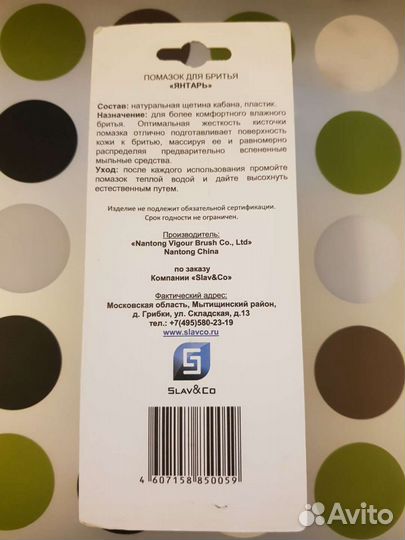 ПОМАЗОК ДЛЯ БРИТЬЯ
«ЯНТАРЬ»
Состав: натуральная щетина кабана, пластик.
Назначение: для более комфортного влажного
бритья. Оптимальная жесткость кисточки
помазка отлично подготавливает поверхность
кожи к бритью, массируя ее и равномерно
распределяя предварительно вспененные
мыльные средства.
Уход: после каждого использования промойте
помазок теплой водой и дайте высохнуть
естественным путем.
Изделие не подлежит обязательной сертификации.
Срок годности не ограничен.
Производитель:
«Nantong Vigour Brush Co., Ltd»
Nantong China
по заказу
Компании «Slav&Co»
Фактический адрес:
Московская область, Мытищинский район,
д. Грибки, ул. Складская, д.13
тел.: +7(495)580-23-19
www.slavco.ru
SLAV&CO
4 607158 850059
Avito